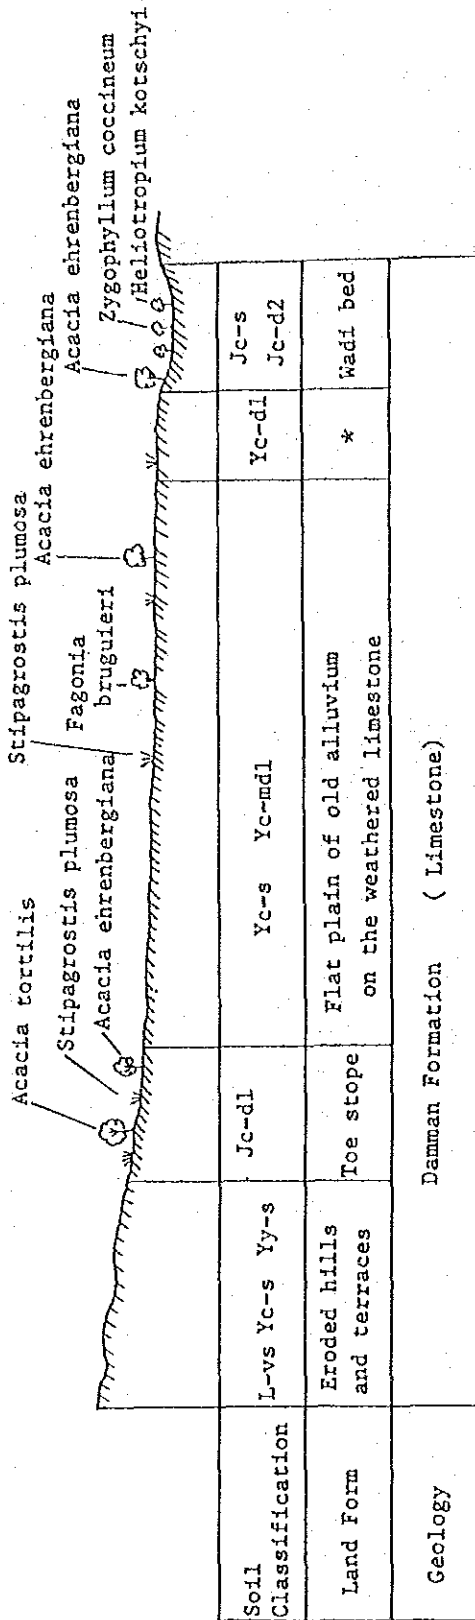 Acacia tortilis
Stipagrostis plumosa
Acacia ehrenbergiana
Stipagrostis plumosa
Fagonia
bruguieri
Acacia ehrenbergiana
Acacia ehrenbergiana
Zygophyllum coccineum
Heliotropium kotschyi
Soil
Classification
L-vs Yc-s Yy-s
Jc-d1
Yc-s Yc-md1
Yc-d1
Jc-s
Jc-d2
Land Form
Eroded hills
and terraces
Toe stope
Flat plain of old alluvium
on the weathered limestone
*
Wadi bed
Geology
Damman Formation ( Limestone)